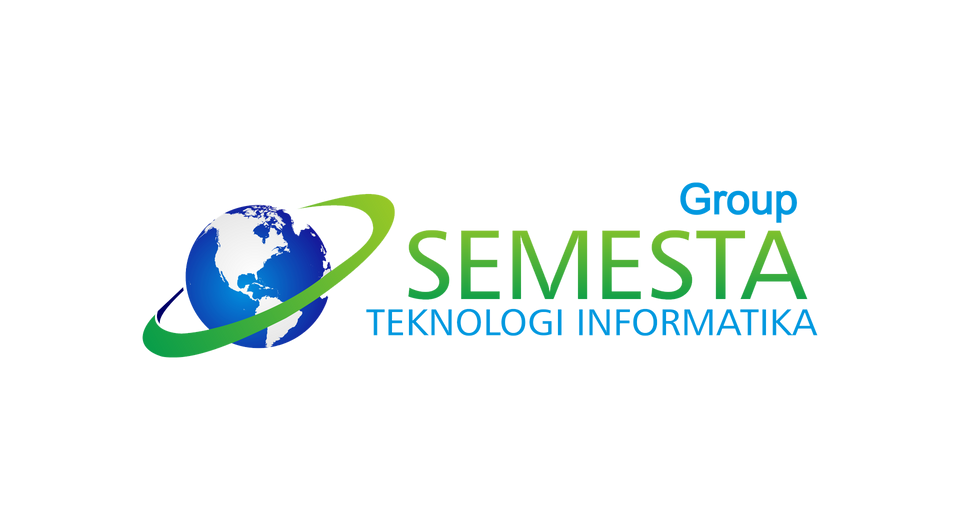 Group
SEMESTA
TEKNOLOGI INFORMATIKA